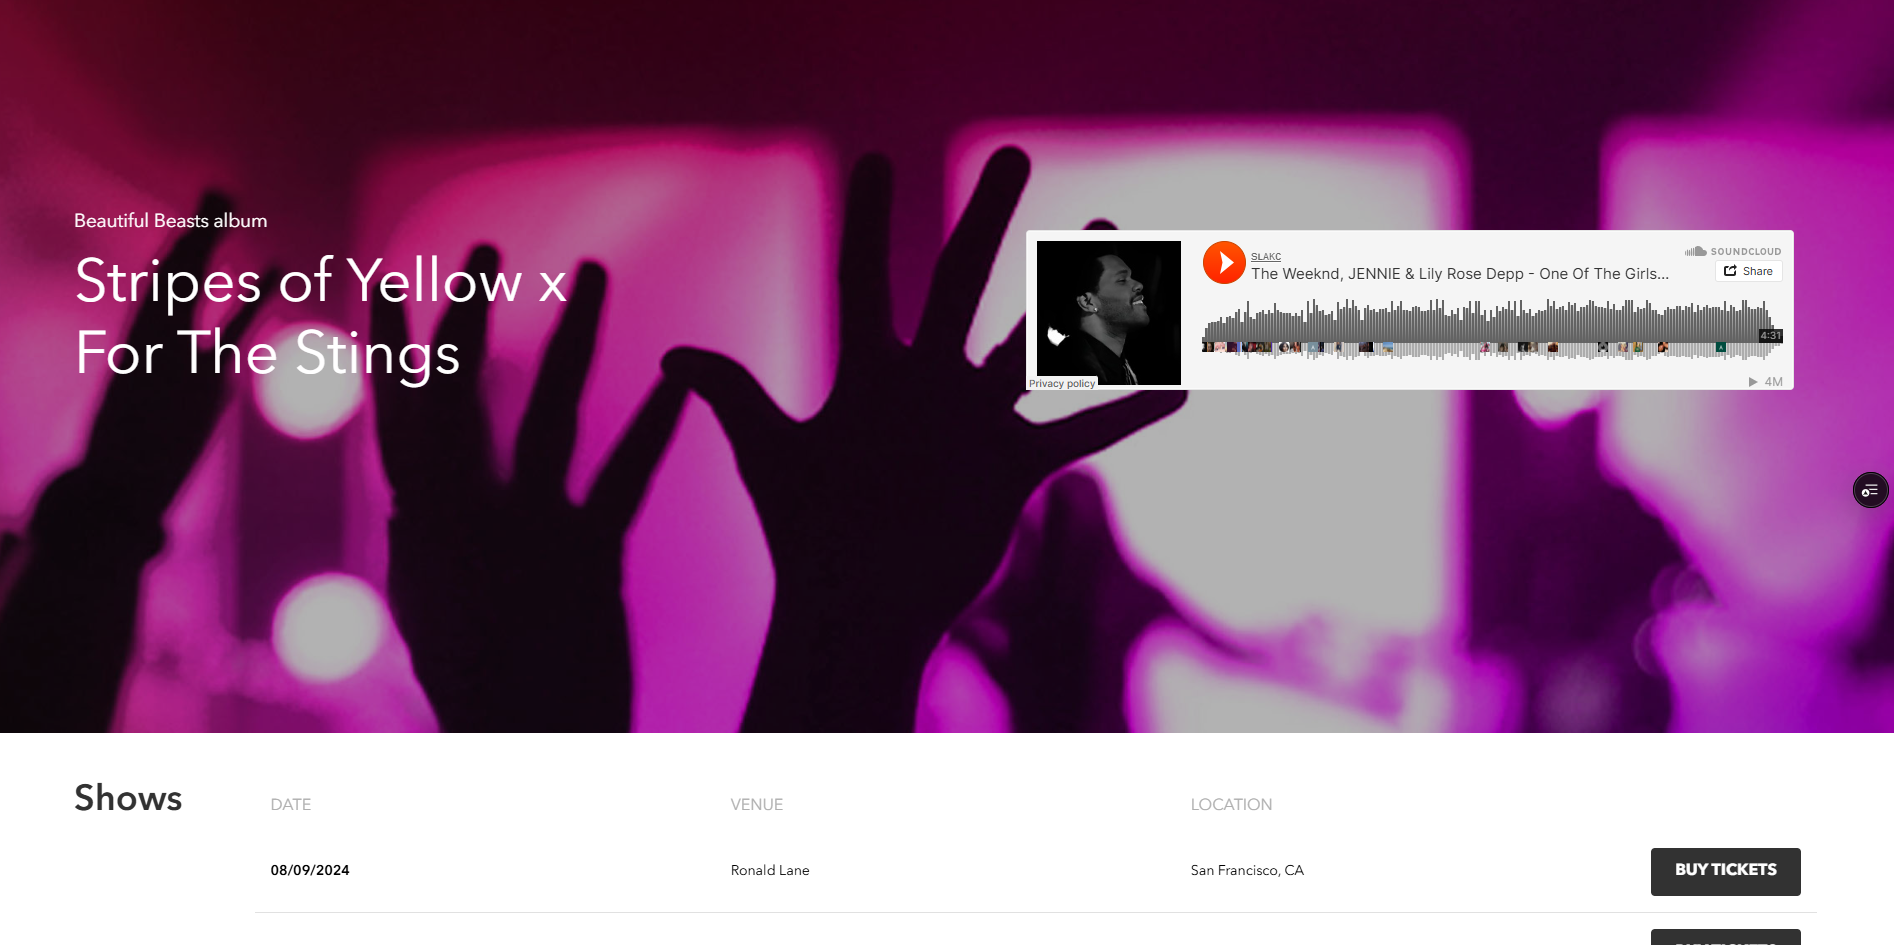 Beautiful Beasts album
Stripes of Yellow x
For The Stings
SLAKC
The Weeknd, JENNIE & Lily Rose Depp - One Of The Girls...
SOUNDCLOUD
Share
4:31
Privacy policy
4M
Shows
DATE VENUE LOCATION
08/09/2024 Ronald Lane San Francisco, CA BUY TICKETS